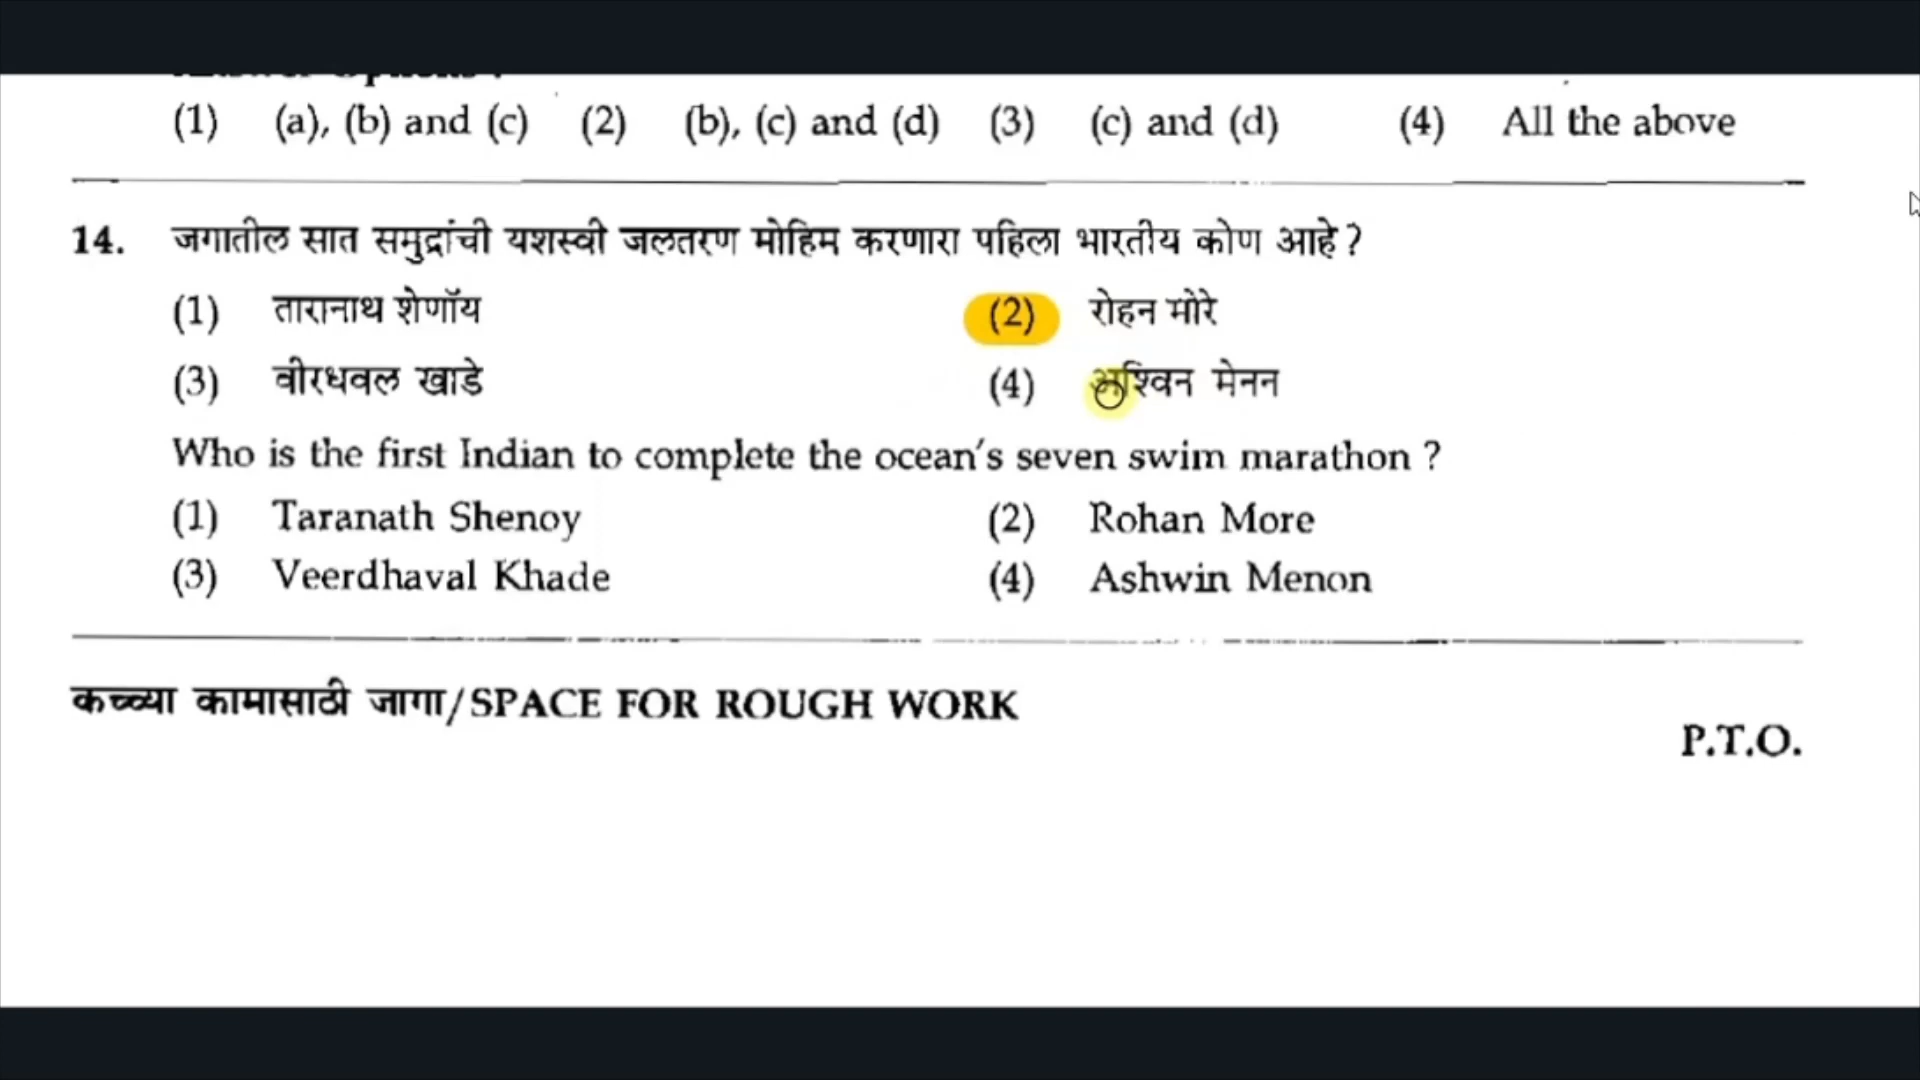 Answer Options :
(1) (a), (b) and (c) (2) (b), (c) and (d) (3) (c) and (d) (4) All the above
14. जगातील सात समुद्रांची यशस्वी जलतरण मोहिम करणारा पहिला भारतीय कोण आहे ?
(1) तारानाथ शेणॉय (2) रोहन मोरे
(3) वीरधवल खाडे (4) अश्विन मेनन
Who is the first Indian to complete the ocean's seven swim marathon ?
(1) Taranath Shenoy (2) Rohan More
(3) Veerdhaval Khade (4) Ashwin Menon
कच्च्या कामासाठी जागा/SPACE FOR ROUGH WORK
P.T.O.